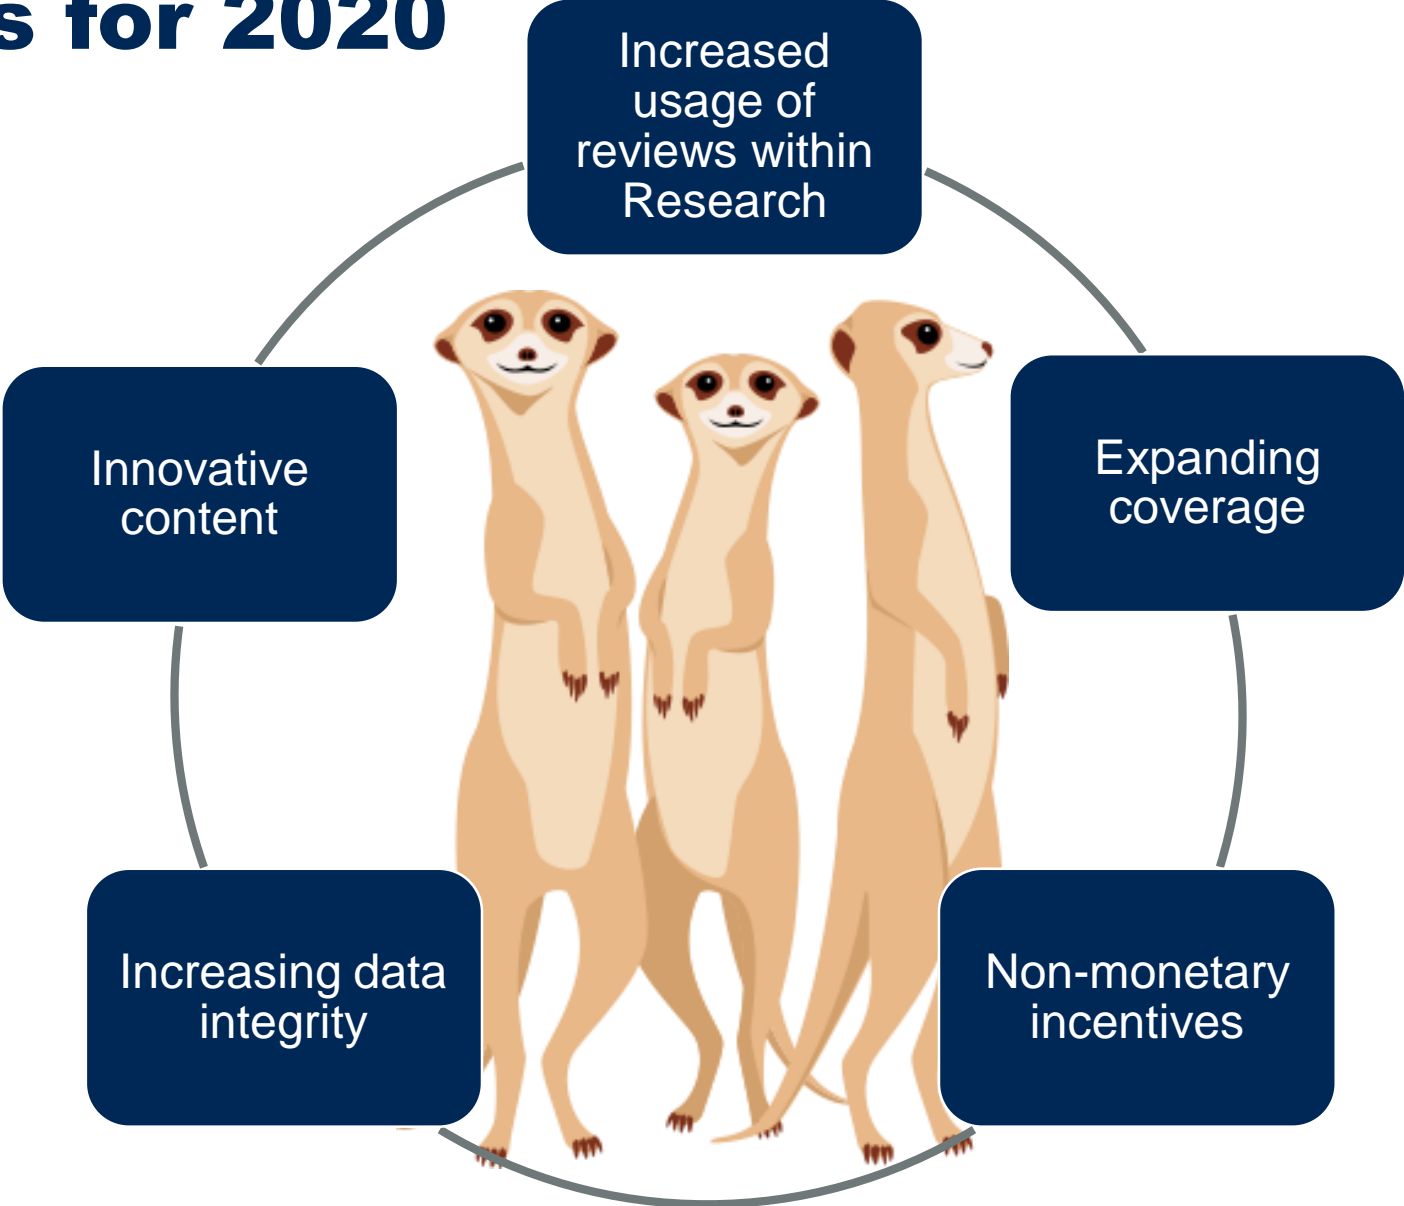 s for 2020
Increased
usage of
reviews within
Research
Expanding
coverage
Non-monetary
incentives
Increasing data
integrity
Innovative
content